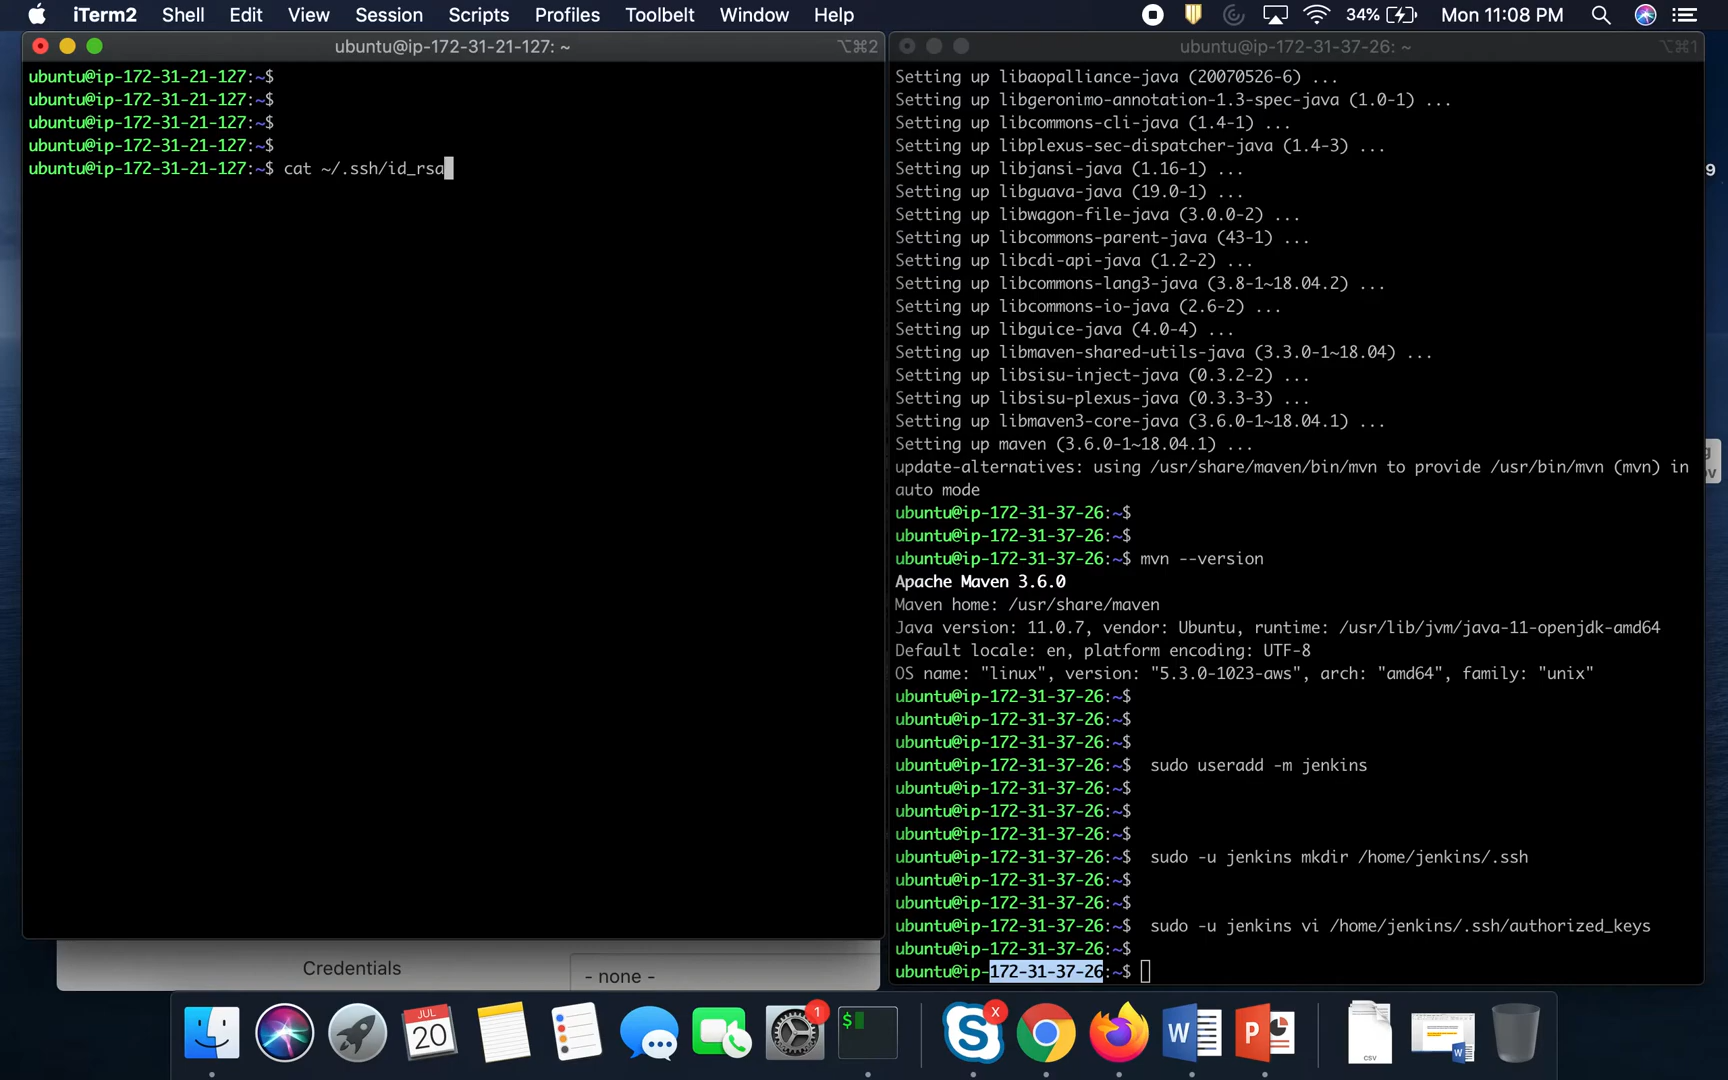 iTerm2 Shell Edit View Session Scripts Profiles Toolbelt Window Help 34% Mon 11:08 PM
ubuntu@ip-172-31-21-127: ~ ⌥⌘2
ubuntu@ip-172-31-21-127:~$
ubuntu@ip-172-31-21-127:~$
ubuntu@ip-172-31-21-127:~$
ubuntu@ip-172-31-21-127:~$
ubuntu@ip-172-31-21-127:~$ cat ~/.ssh/id_rsa
ubuntu@ip-172-31-37-26: ~ ⌥⌘1
Setting up libaopalliance-java (20070526-6) ...
Setting up libgeronimo-annotation-1.3-spec-java (1.0-1) ...
Setting up libcommons-cli-java (1.4-1) ...
Setting up libplexus-sec-dispatcher-java (1.4-3) ...
Setting up libjansi-java (1.16-1) ...
Setting up libguava-java (19.0-1) ...
Setting up libwagon-file-java (3.0.0-2) ...
Setting up libcommons-parent-java (43-1) ...
Setting up libcdi-api-java (1.2-2) ...
Setting up libcommons-lang3-java (3.8-1~18.04.2) ...
Setting up libcommons-io-java (2.6-2) ...
Setting up libguice-java (4.0-4) ...
Setting up libmaven-shared-utils-java (3.3.0-1~18.04) ...
Setting up libsisu-inject-java (0.3.2-2) ...
Setting up libsisu-plexus-java (0.3.3-3) ...
Setting up libmaven3-core-java (3.6.0-1~18.04.1) ...
Setting up maven (3.6.0-1~18.04.1) ...
update-alternatives: using /usr/share/maven/bin/mvn to provide /usr/bin/mvn (mvn) in
auto mode
ubuntu@ip-172-31-37-26:~$
ubuntu@ip-172-31-37-26:~$
ubuntu@ip-172-31-37-26:~$ mvn --version
Apache Maven 3.6.0
Maven home: /usr/share/maven
Java version: 11.0.7, vendor: Ubuntu, runtime: /usr/lib/jvm/java-11-openjdk-amd64
Default locale: en, platform encoding: UTF-8
OS name: "linux", version: "5.3.0-1023-aws", arch: "amd64", family: "unix"
ubuntu@ip-172-31-37-26:~$
ubuntu@ip-172-31-37-26:~$
ubuntu@ip-172-31-37-26:~$
ubuntu@ip-172-31-37-26:~$ sudo useradd -m jenkins
ubuntu@ip-172-31-37-26:~$
ubuntu@ip-172-31-37-26:~$
ubuntu@ip-172-31-37-26:~$
ubuntu@ip-172-31-37-26:~$ sudo -u jenkins mkdir /home/jenkins/.ssh
ubuntu@ip-172-31-37-26:~$
ubuntu@ip-172-31-37-26:~$
ubuntu@ip-172-31-37-26:~$ sudo -u jenkins vi /home/jenkins/.ssh/authorized_keys
ubuntu@ip-172-31-37-26:~$
ubuntu@ip-172-31-37-26:~$
9
Credentials
- none -
JUL
20
1
$
S
X
W
P
CSV
W